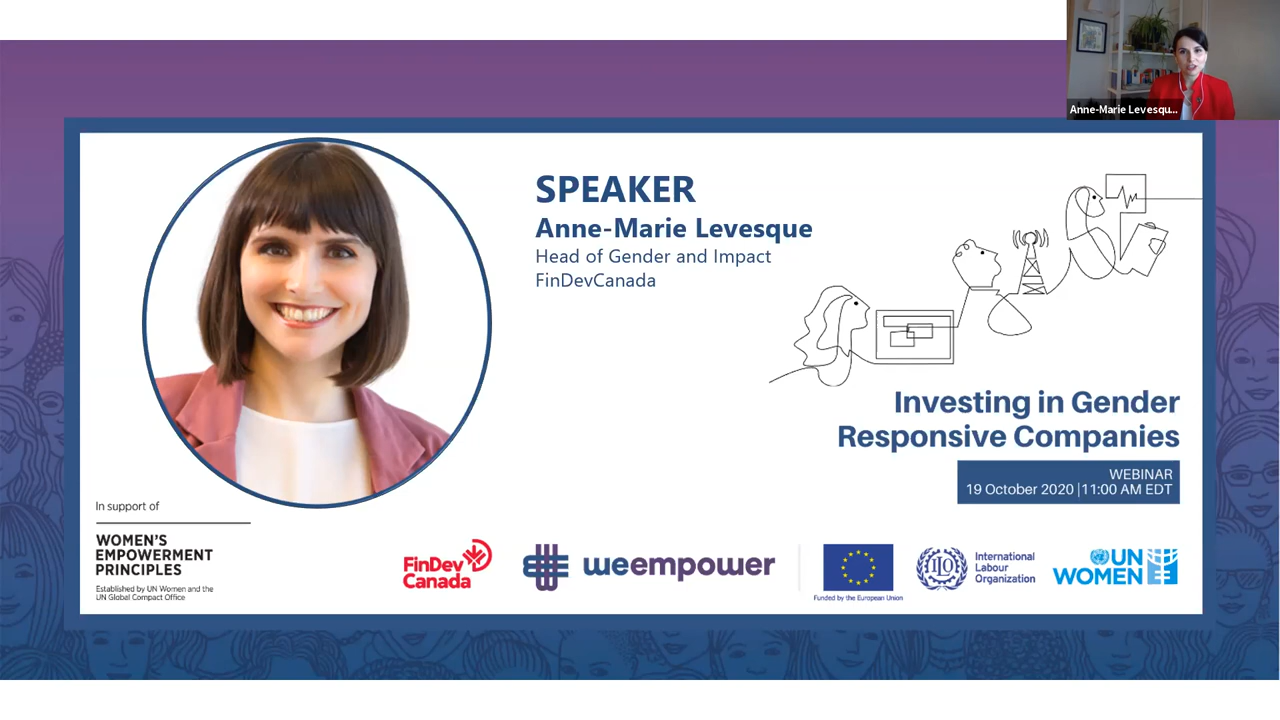 Anne-Marie Levesqu...
SPEAKER
Anne-Marie Levesque
Head of Gender and Impact
FinDevCanada
Investing in Gender
Responsive Companies
WEBINAR
19 October 2020 |11:00 AM EDT
In support of
WOMEN'S
EMPOWERMENT
PRINCIPLES
Established by UN Women and the
UN Global Compact Office
FinDev
Canada
weempower
Funded by the European Union
ILO
International
Labour
Organization
UN
WOMEN